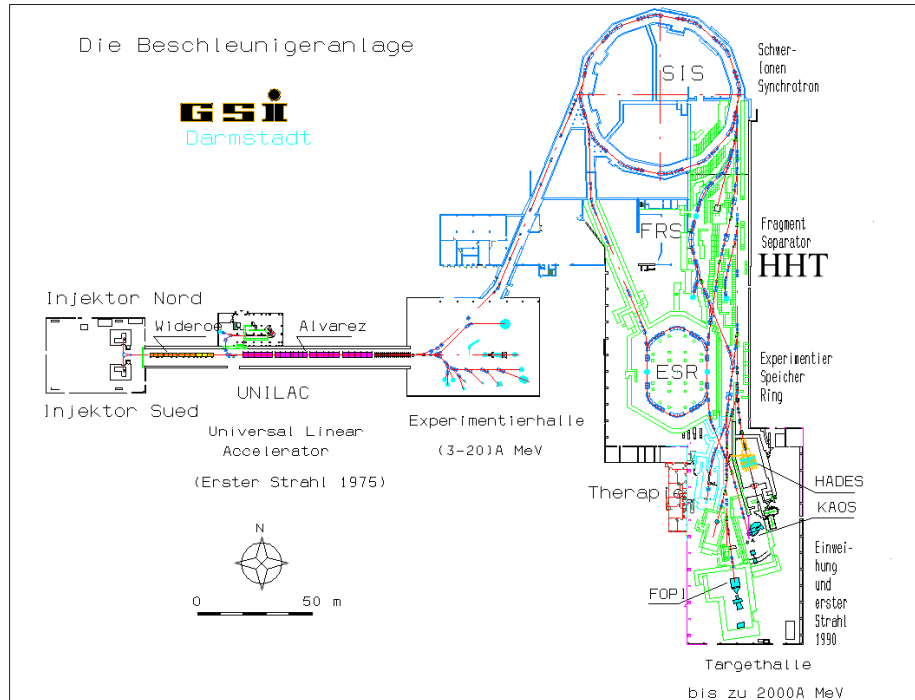 Die Beschleunigeranlage
GSI
Darmstadt
SIS
Schwer-
Ionen
Synchrotron
FRS
Fragment
Separator
HHT
Injektor Nord
Wideroe
Alvarez
Injektor Sued
UNILAC
Universal Linear
Accelerator
(Erster Strahl 1975)
Experimentierhalle
(3-20)A MeV
ESR
Experimentier
Speicher
Ring
Therapie
HADES
KAOS
FOPI
Einwei-
hung
und
erster
Strahl
1990
N
0 50 m
Targethalle
bis zu 2000A MeV